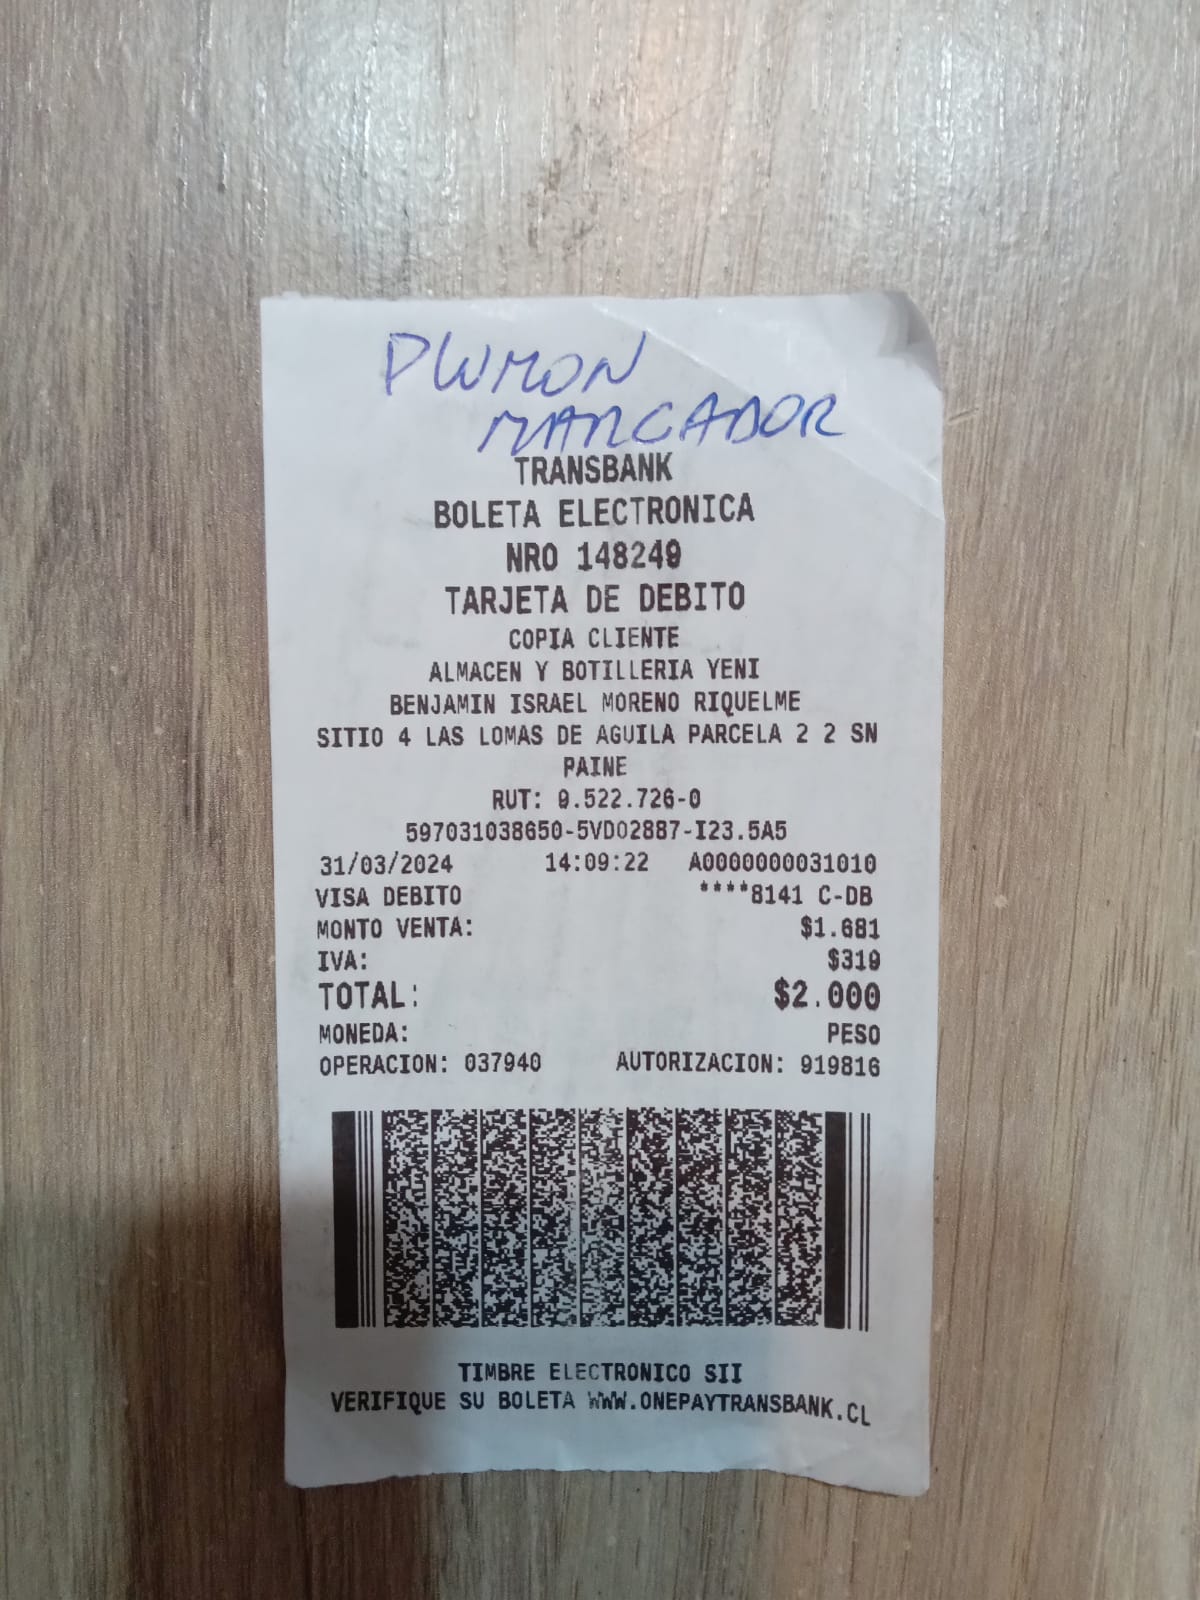 PLUMON
MARCADOR
TRANSBANK
BOLETA ELECTRONICA
NRO 148249
TARJETA DE DEBITO
COPIA CLIENTE
ALMACEN Y BOTILLERIA YENI
BENJAMIN ISRAEL MORENO RIQUELME
SITIO 4 LAS LOMAS DE AGUILA PARCELA 2 2 SN
PAINE
RUT: 9.522.726-0
597031038650-5VD02887-I23.5A5
31/03/2024 14:09:22 A0000000031010
VISA DEBITO ****8141 C-DB
MONTO VENTA: $1.681
IVA: $319
TOTAL: $2.000
MONEDA: PESO
OPERACION: 037940 AUTORIZACION: 919816
TIMBRE ELECTRONICO SII
VERIFIQUE SU BOLETA WWW.ONEPAYTRANSBANK.CL